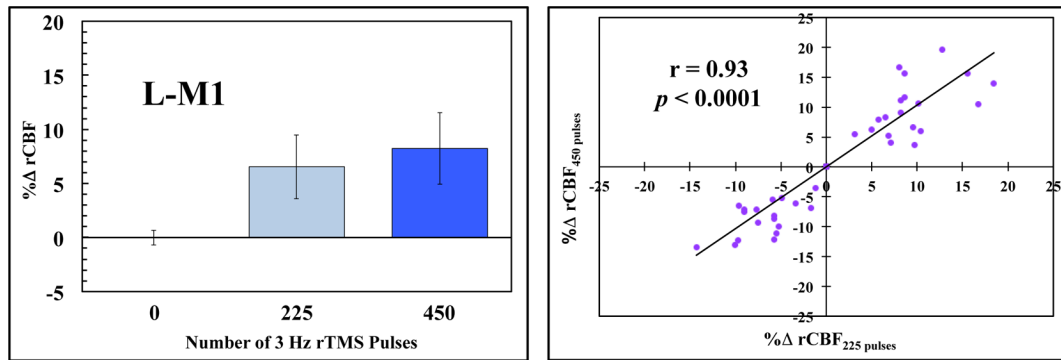 20
15
10
5
0
-5
%Δ rCBF
L-M1
0 225 450
Number of 3 Hz rTMS Pulses
25
20
15
10
5
0
-5
-10
-15
-20
-25
-25 -20 -15 -10 -5 0 5 10 15 20 25
r = 0.93
p < 0.0001
%Δ rCBF450 pulses
%Δ rCBF225 pulses